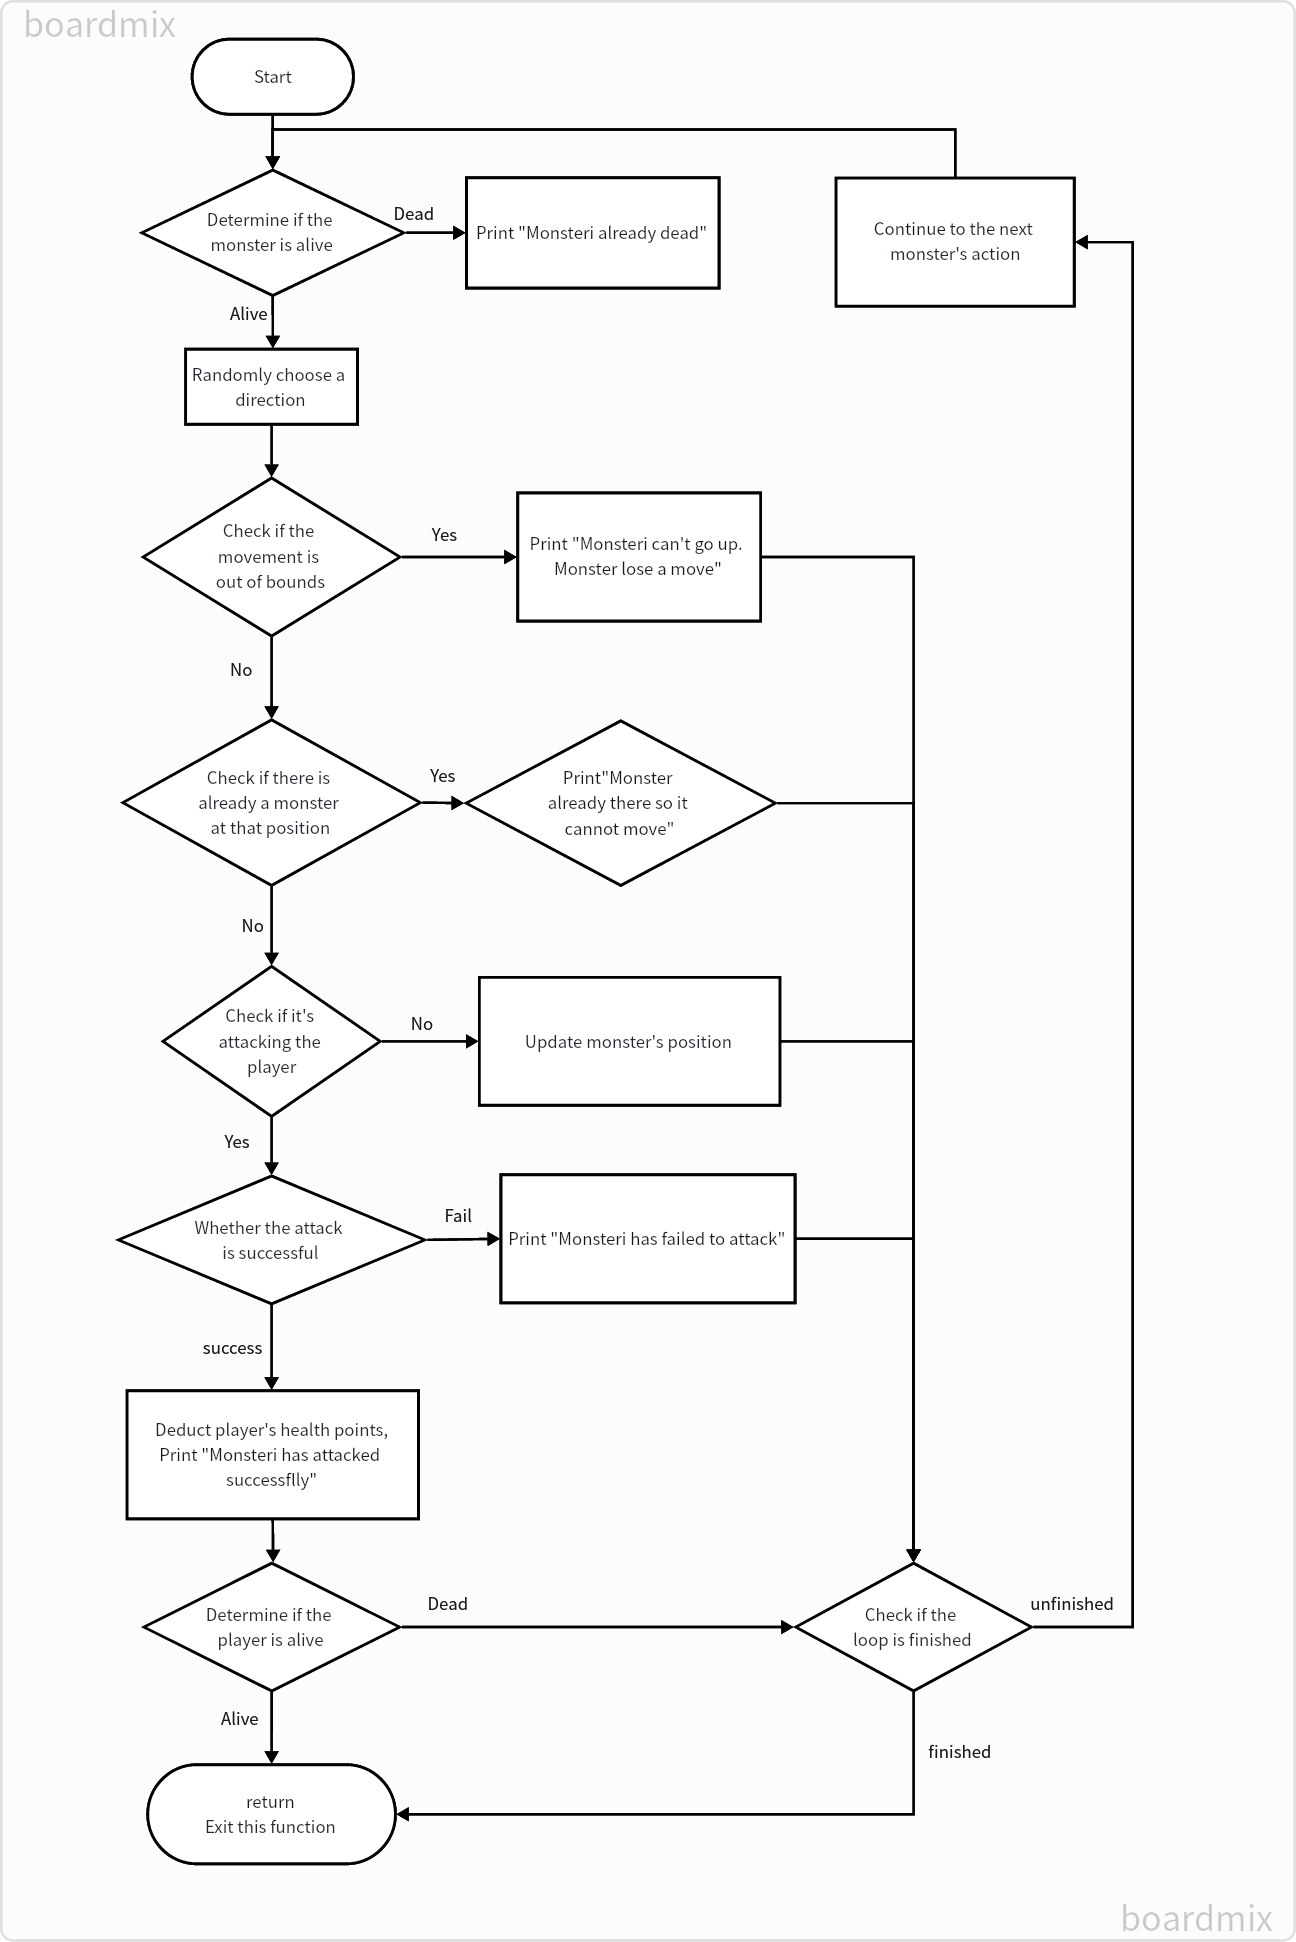 boardmix
Start
Determine if the
monster is alive
Dead
Print "Monsteri already dead"
Continue to the next
monster's action
Alive
Randomly choose a
direction
Check if the
movement is
out of bounds
Yes
Print "Monsteri can't go up.
Monster lose a move"
No
Check if there is
already a monster
at that position
Yes
Print"Monster
already there so it
cannot move"
No
Check if it's
attacking the
player
No
Update monster's position
Yes
Whether the attack
is successful
Fail
Print "Monsteri has failed to attack"
success
Deduct player's health points,
Print "Monsteri has attacked
successflly"
Determine if the
player is alive
Dead
Check if the
loop is finished
unfinished
Alive
finished
return
Exit this function
boardmix